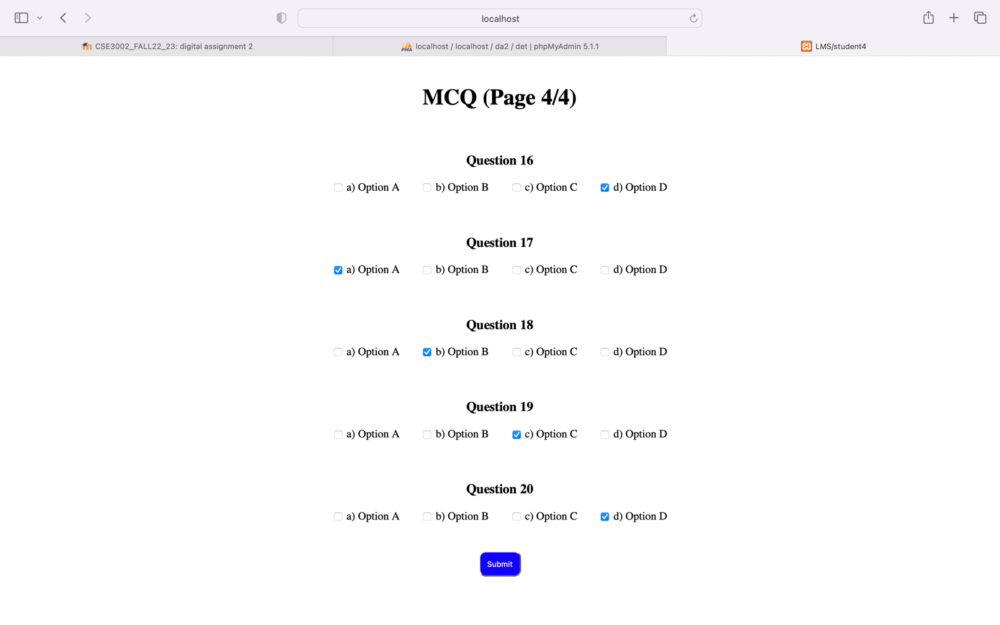 localhost
CSE3002_FALL22_23: digital assignment 2
PMA localhost / localhost / da2 / det | phpMyAdmin 5.1.1
LMS/student4
MCQ (Page 4/4)
Question 16
a) Option A b) Option B c) Option C d) Option D
Question 17
a) Option A b) Option B c) Option C d) Option D
Question 18
a) Option A b) Option B c) Option C d) Option D
Question 19
a) Option A b) Option B c) Option C d) Option D
Question 20
a) Option A b) Option B c) Option C d) Option D
Submit